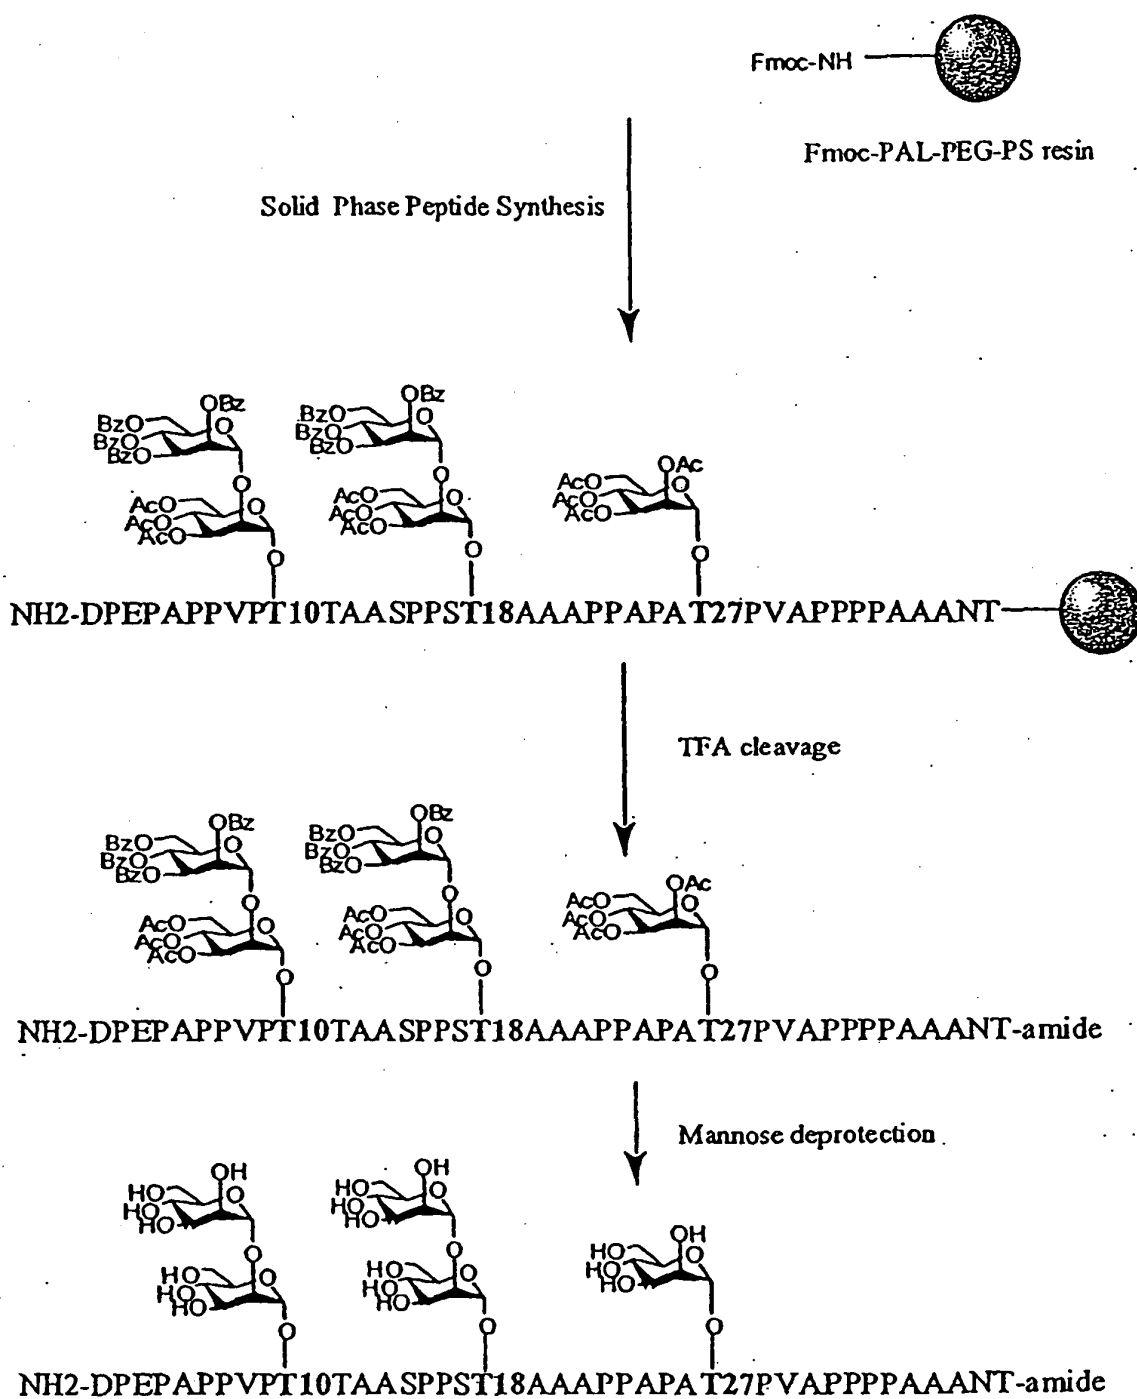 Fmoc-NH
Fmoc-PAL-PEG-PS resin
Solid Phase Peptide Synthesis
OBz
BzO
BzO
BzO
O
O
AcO
AcO
AcO
O
O
OBz
BzO
BzO
BzO
O
O
AcO
AcO
AcO
O
O
OAc
AcO
AcO
AcO
O
O
NH2-DPEPAPPVPT10TAASPPST18AAAPPAPAT27PVAPPPPAAANT
TFA cleavage
OBz
BzO
BzO
BzO
O
O
AcO
AcO
AcO
O
O
OBz
BzO
BzO
BzO
O
O
AcO
AcO
AcO
O
O
OAc
AcO
AcO
AcO
O
O
NH2-DPEPAPPVPT10TAASPPST18AAAPPAPAT27PVAPPPPAAANT-amide
Mannose deprotection
OH
HO
HO
HO
O
O
HO
HO
HO
O
O
OH
HO
HO
HO
O
O
HO
HO
HO
O
O
OH
HO
HO
HO
O
O
NH2-DPEPAPPVPT10TAASPPST18AAAPPAPAT27PVAPPPPAAANT-amide